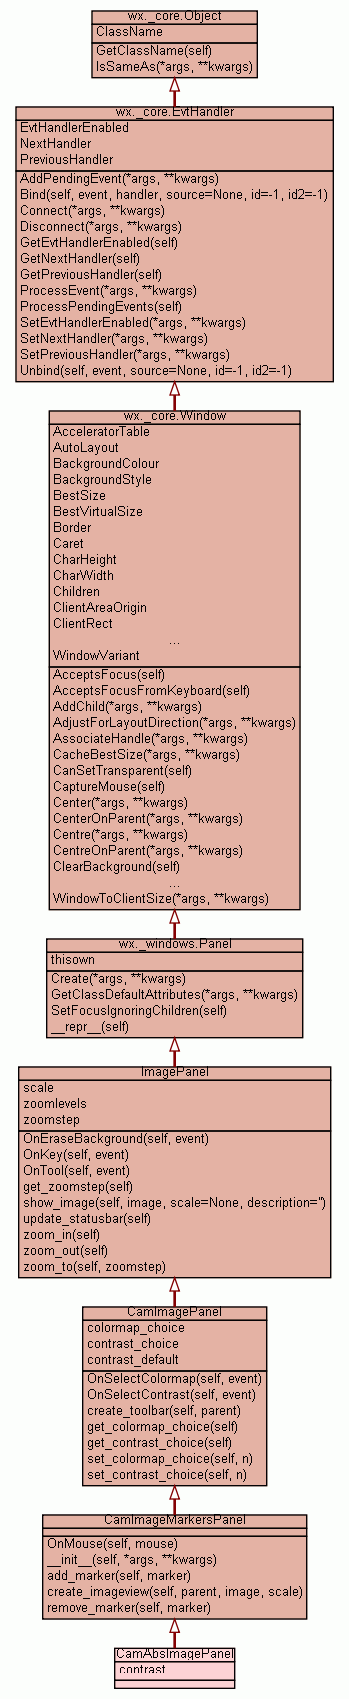 wx._core.Object
ClassName
GetClassName(self)
IsSameAs(*args, **kwargs)
wx._core.EvtHandler
EvtHandlerEnabled
NextHandler
PreviousHandler
AddPendingEvent(*args, **kwargs)
Bind(self, event, handler, source=None, id=-1, id2=-1)
Connect(*args, **kwargs)
Disconnect(*args, **kwargs)
GetEvtHandlerEnabled(self)
GetNextHandler(self)
GetPreviousHandler(self)
ProcessEvent(*args, **kwargs)
ProcessPendingEvents(self)
SetEvtHandlerEnabled(*args, **kwargs)
SetNextHandler(*args, **kwargs)
SetPreviousHandler(*args, **kwargs)
Unbind(self, event, source=None, id=-1, id2=-1)
wx._core.Window
AcceleratorTable
AutoLayout
BackgroundColour
BackgroundStyle
BestSize
BestVirtualSize
Border
Caret
CharHeight
CharWidth
Children
ClientAreaOrigin
ClientRect
...
WindowVariant
AcceptsFocus(self)
AcceptsFocusFromKeyboard(self)
AddChild(*args, **kwargs)
AdjustForLayoutDirection(*args, **kwargs)
AssociateHandle(*args, **kwargs)
CacheBestSize(*args, **kwargs)
CanSetTransparent(self)
CaptureMouse(self)
Center(*args, **kwargs)
CenterOnParent(*args, **kwargs)
Centre(*args, **kwargs)
CentreOnParent(*args, **kwargs)
ClearBackground(self)
...
WindowToClientSize(*args, **kwargs)
wx._windows.Panel
thisown
Create(*args, **kwargs)
GetClassDefaultAttributes(*args, **kwargs)
SetFocusIgnoringChildren(self)
__repr__(self)
ImagePanel
scale
zoomlevels
zoomstep
OnEraseBackground(self, event)
OnKey(self, event)
OnTool(self, event)
get_zoomstep(self)
show_image(self, image, scale=None, description='')
update_statusbar(self)
zoom_in(self)
zoom_out(self)
zoom_to(self, zoomstep)
CamImagePanel
colormap_choice
contrast_choice
contrast_default
OnSelectColormap(self, event)
OnSelectContrast(self, event)
create_toolbar(self, parent)
get_colormap_choice(self)
get_contrast_choice(self)
set_colormap_choice(self, n)
set_contrast_choice(self, n)
CamImageMarkersPanel
OnMouse(self, mouse)
__init__(self, *args, **kwargs)
add_marker(self, marker)
create_imageview(self, parent, image, scale)
remove_marker(self, marker)
CamAbsImagePanel
contrast